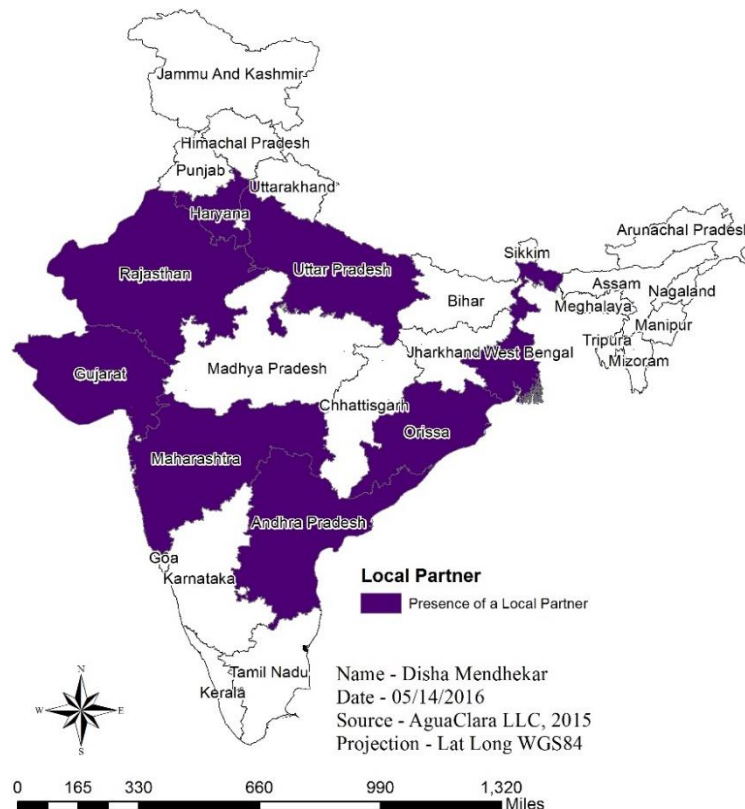 Jammu And Kashmir
Himachal Pradesh
Punjab
Uttarakhand
Haryana
Arunachal Pradesh
Sikkim
Rajasthan
Uttar Pradesh
Assam
Nagaland
Bihar
Meghalaya
Manipur
Tripura
Jharkhand
West Bengal
Mizoram
Gujarat
Madhya Pradesh
Chhattisgarh
Orissa
Maharashtra
Andhra Pradesh
Goa
Karnataka
Local Partner
Presence of a Local Partner
Tamil Nadu
Kerala
Name - Disha Mendhekar
Date - 05/14/2016
Source - AguaClara LLC, 2015
Projection - Lat Long WGS84
N
W E
S
0 165 330 660 990 1,320
Miles